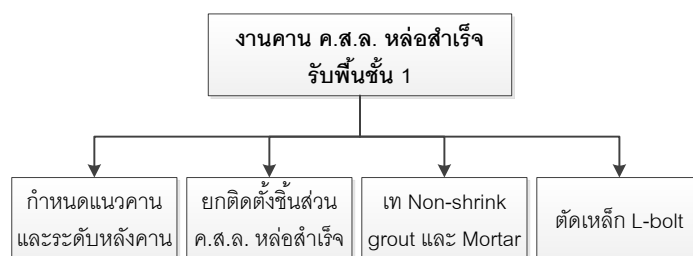 งานคาน ค.ส.ล. หล่อสำเร็จ
รับพื้นชั้น 1
กำหนดแนวคาน
และระดับหลังคาน
ยกติดตั้งชิ้นส่วน
ค.ส.ล. หล่อสำเร็จ
เท Non-shrink
grout และ Mortar
ตัดเหล็ก L-bolt